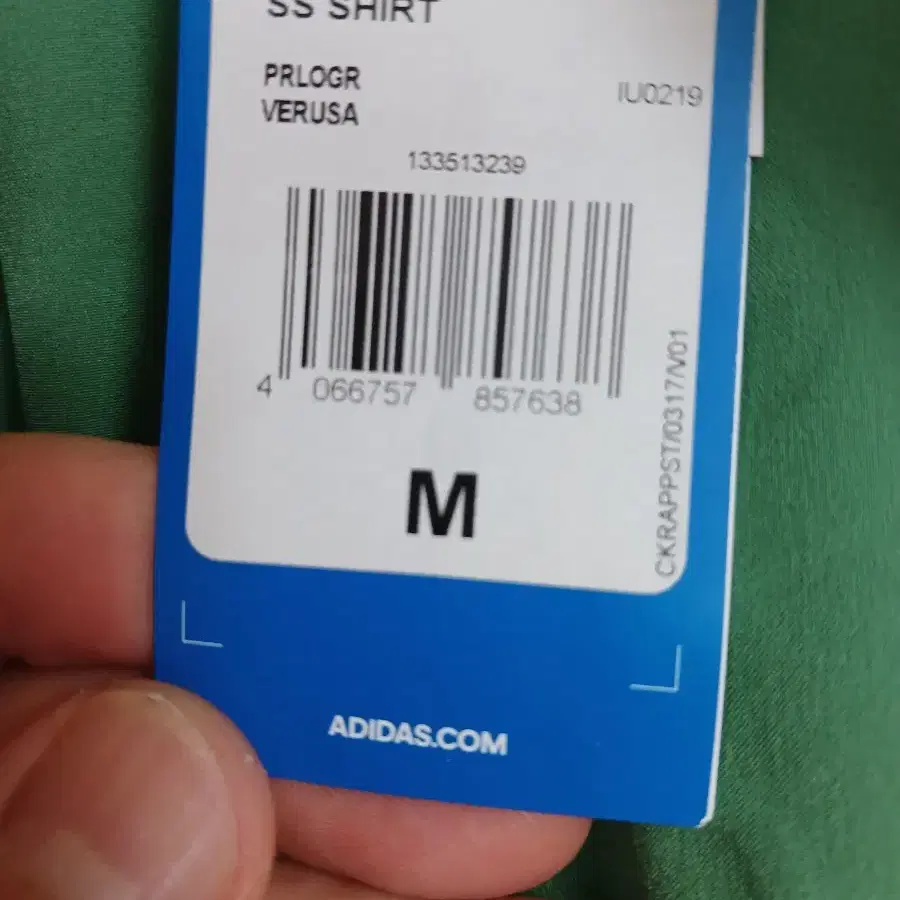 SS SHIRT
PRLOGR
VERUSA
IU0219
133513239
4 066757 857638
CKRAPPST/0317/V01
M
ADIDAS.COM